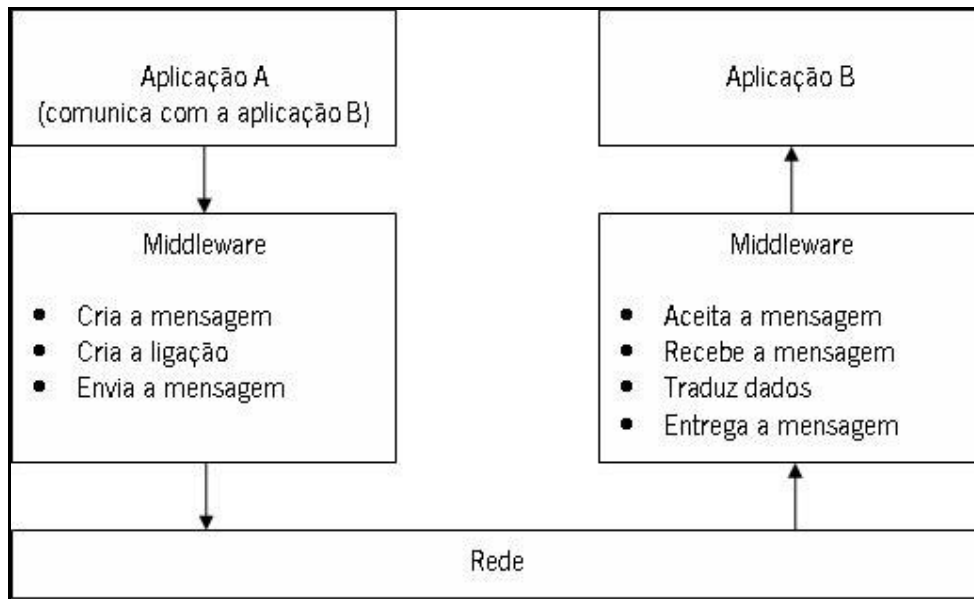 Aplicação A
(comunica com a aplicação B)
Aplicação B
Middleware
• Cria a mensagem
• Cria a ligação
• Envia a mensagem
Middleware
• Aceita a mensagem
• Recebe a mensagem
• Traduz dados
• Entrega a mensagem
Rede